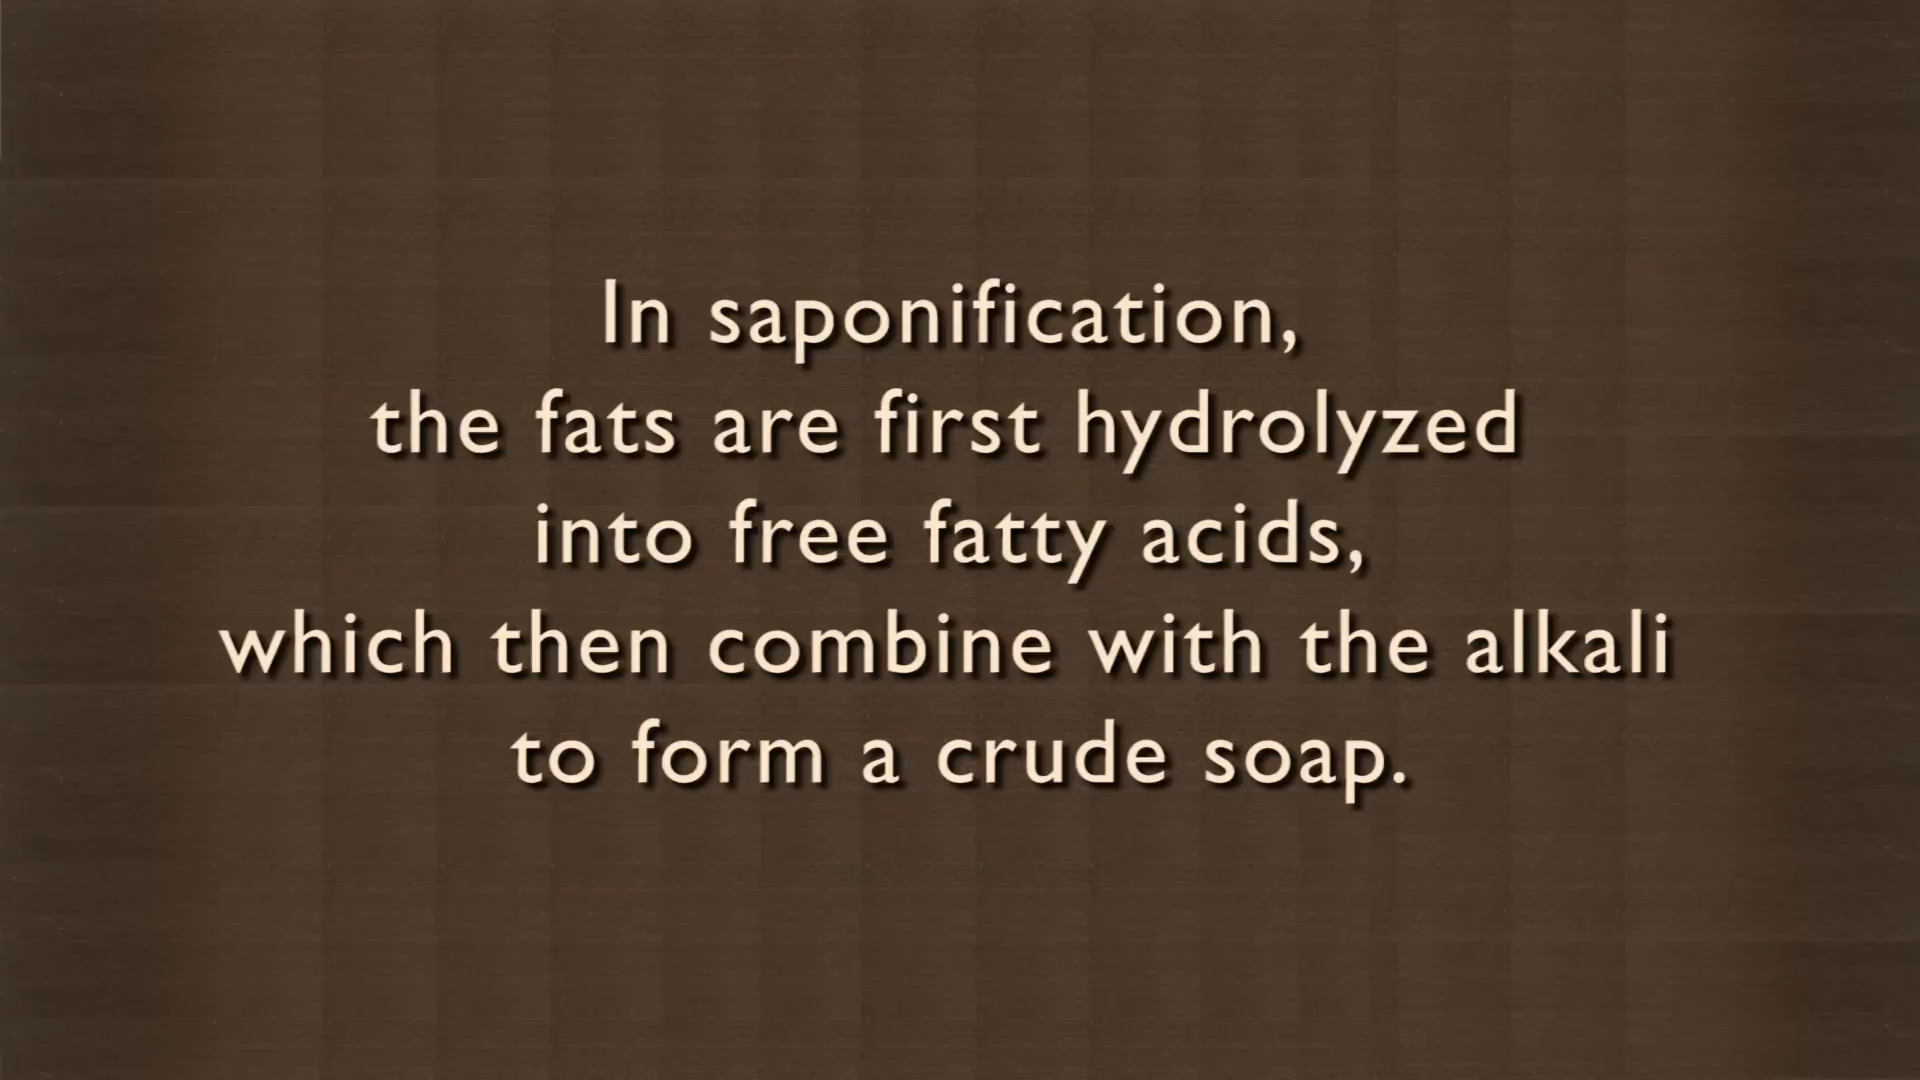 In saponification,
the fats are first hydrolyzed
into free fatty acids,
which then combine with the alkali
to form a crude soap.